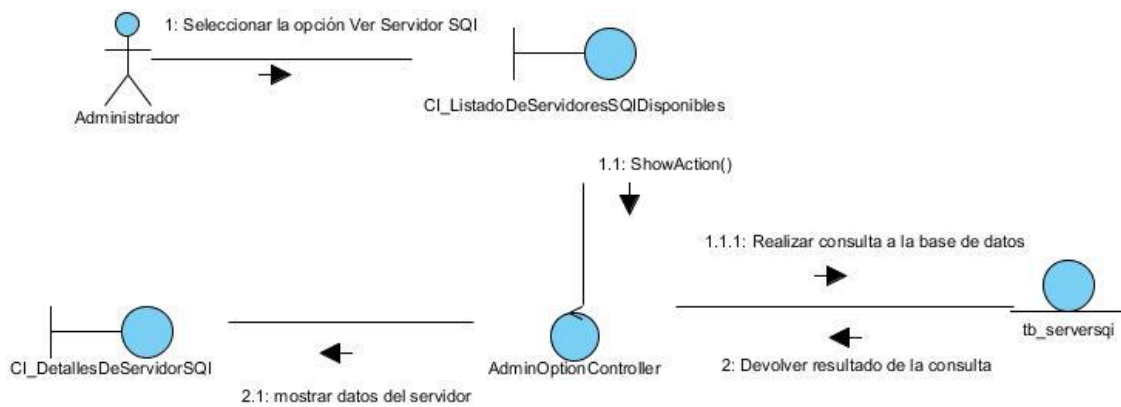 1: Seleccionar la opción Ver Servidor SQI
Administrador
CI_ListadoDeServidoresSQIDisponibles
1.1: ShowAction()
1.1.1: Realizar consulta a la base de datos
tb_serversqi
CI_DetallesDeServidorSQI
AdminOptionController
2: Devolver resultado de la consulta
2.1: mostrar datos del servidor